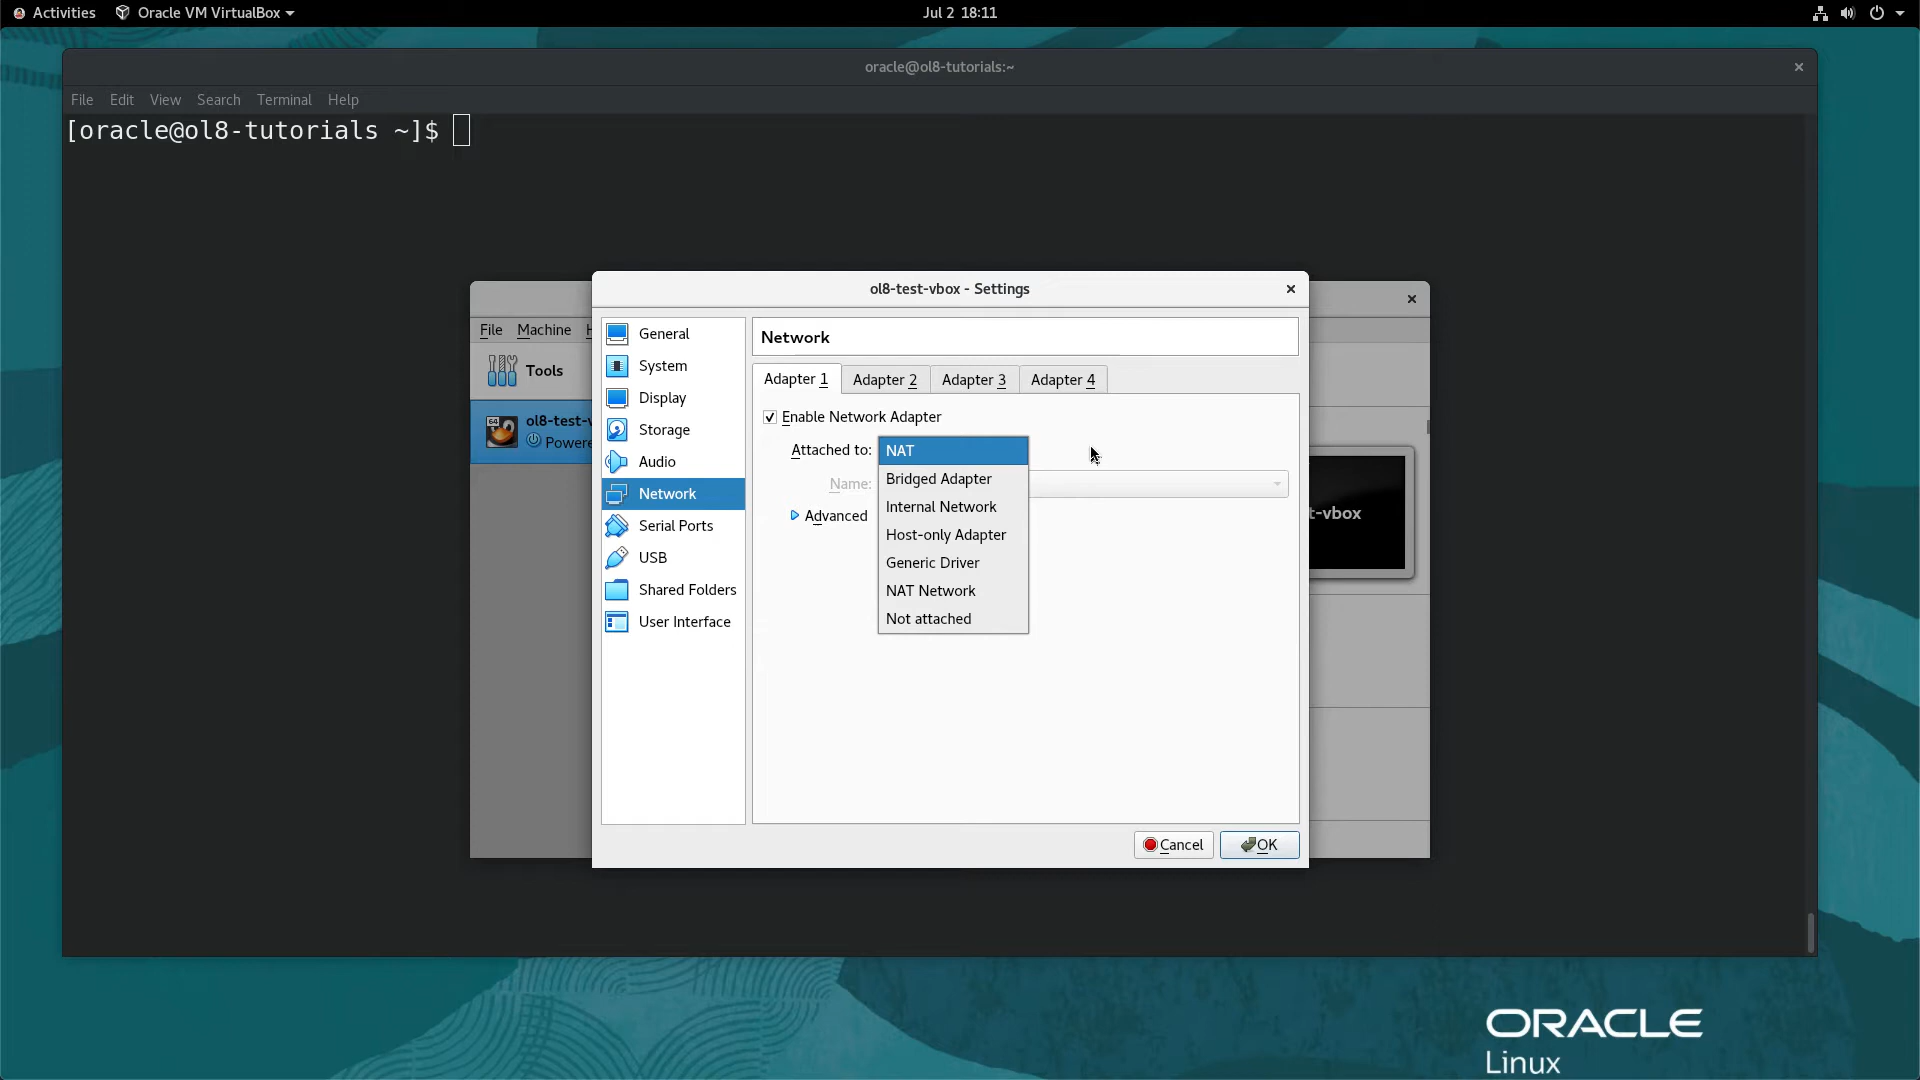 Activities
Oracle VM VirtualBox
Jul 2 18:11
oracle@ol8-tutorials:~
File Edit View Search Terminal Help
[oracle@ol8-tutorials ~]$
ol8-test-vbox - Settings
File Machine
Tools
64
ol8-test-v
Powere
t-vbox
General
System
Display
Storage
Audio
Network
Serial Ports
USB
Shared Folders
User Interface
Network
Adapter 1 Adapter 2 Adapter 3 Adapter 4
Enable Network Adapter
Attached to: NAT
Bridged Adapter
Name:
Internal Network
Advanced
Host-only Adapter
Generic Driver
NAT Network
Not attached
Cancel OK
ORACLE
Linux